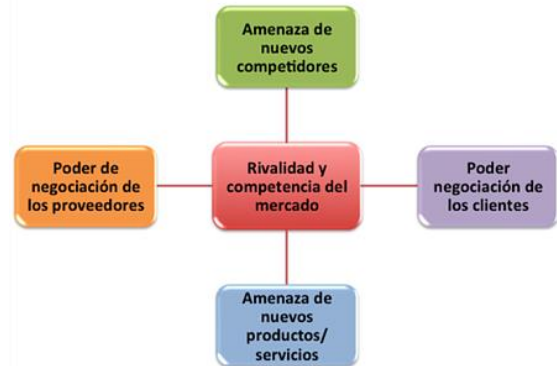 Amenaza de
nuevos
competidores
Poder de
negociación de
los proveedores
Rivalidad y
competencia del
mercado
Poder
negociación de
los clientes
Amenaza de
nuevos
productos/
servicios